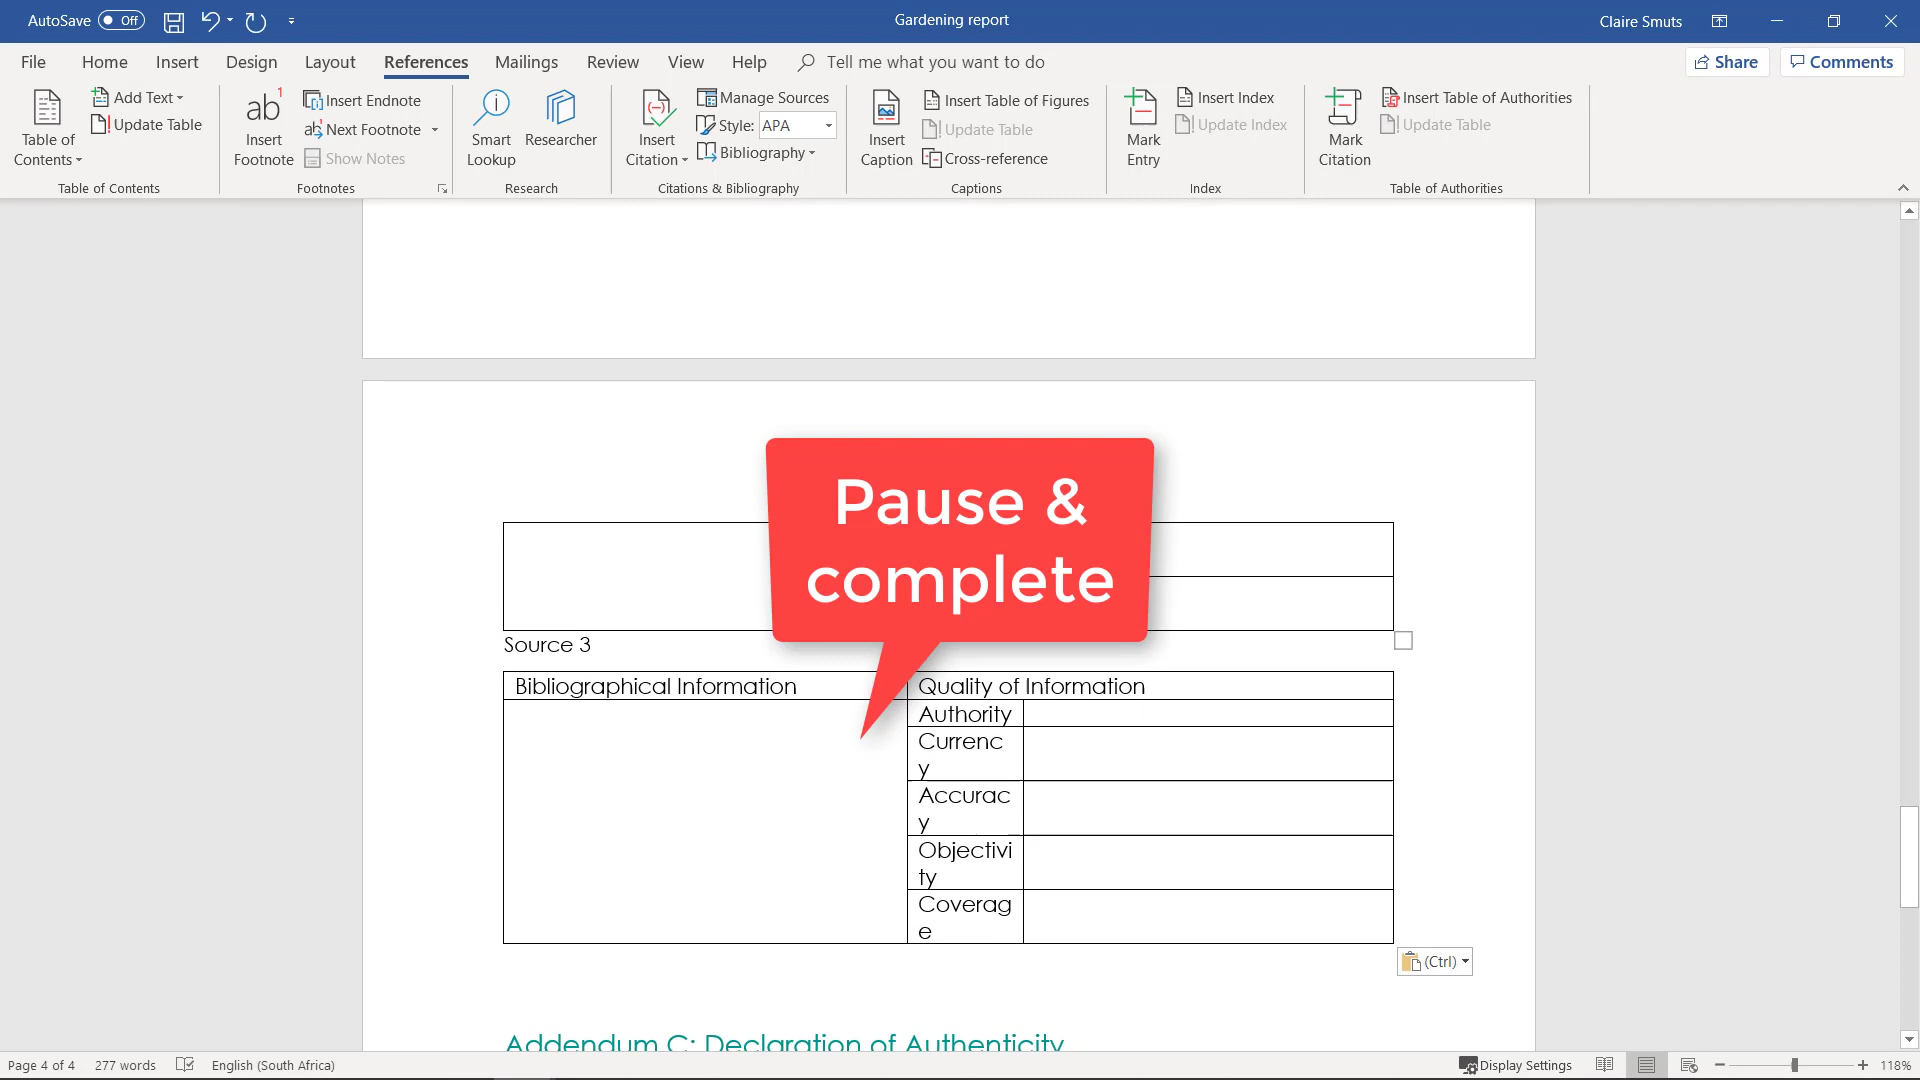 AutoSave Off
Gardening report
Claire Smuts
File Home Insert Design Layout References Mailings Review View Help Tell me what you want to do
Share Comments
Table of Contents
Add Text
Update Table
Table of Contents
ab1
Insert Footnote
Insert Endnote
Next Footnote
Show Notes
Footnotes
Smart Lookup
Researcher
Research
Insert Citation
Manage Sources
Style: APA
Bibliography
Citations & Bibliography
Insert Caption
Insert Table of Figures
Update Table
Cross-reference
Captions
Mark Entry
Insert Index
Update Index
Index
Mark Citation
Insert Table of Authorities
Update Table
Table of Authorities
Pause &
complete
Source 3
Bibliographical Information
Quality of Information
Authority
Currenc
y
Accurac
y
Objectivi
ty
Coverag
e
(Ctrl)
Addendum C: Declaration of Authenticity
Page 4 of 4 277 words English (South Africa)
Display Settings
118%